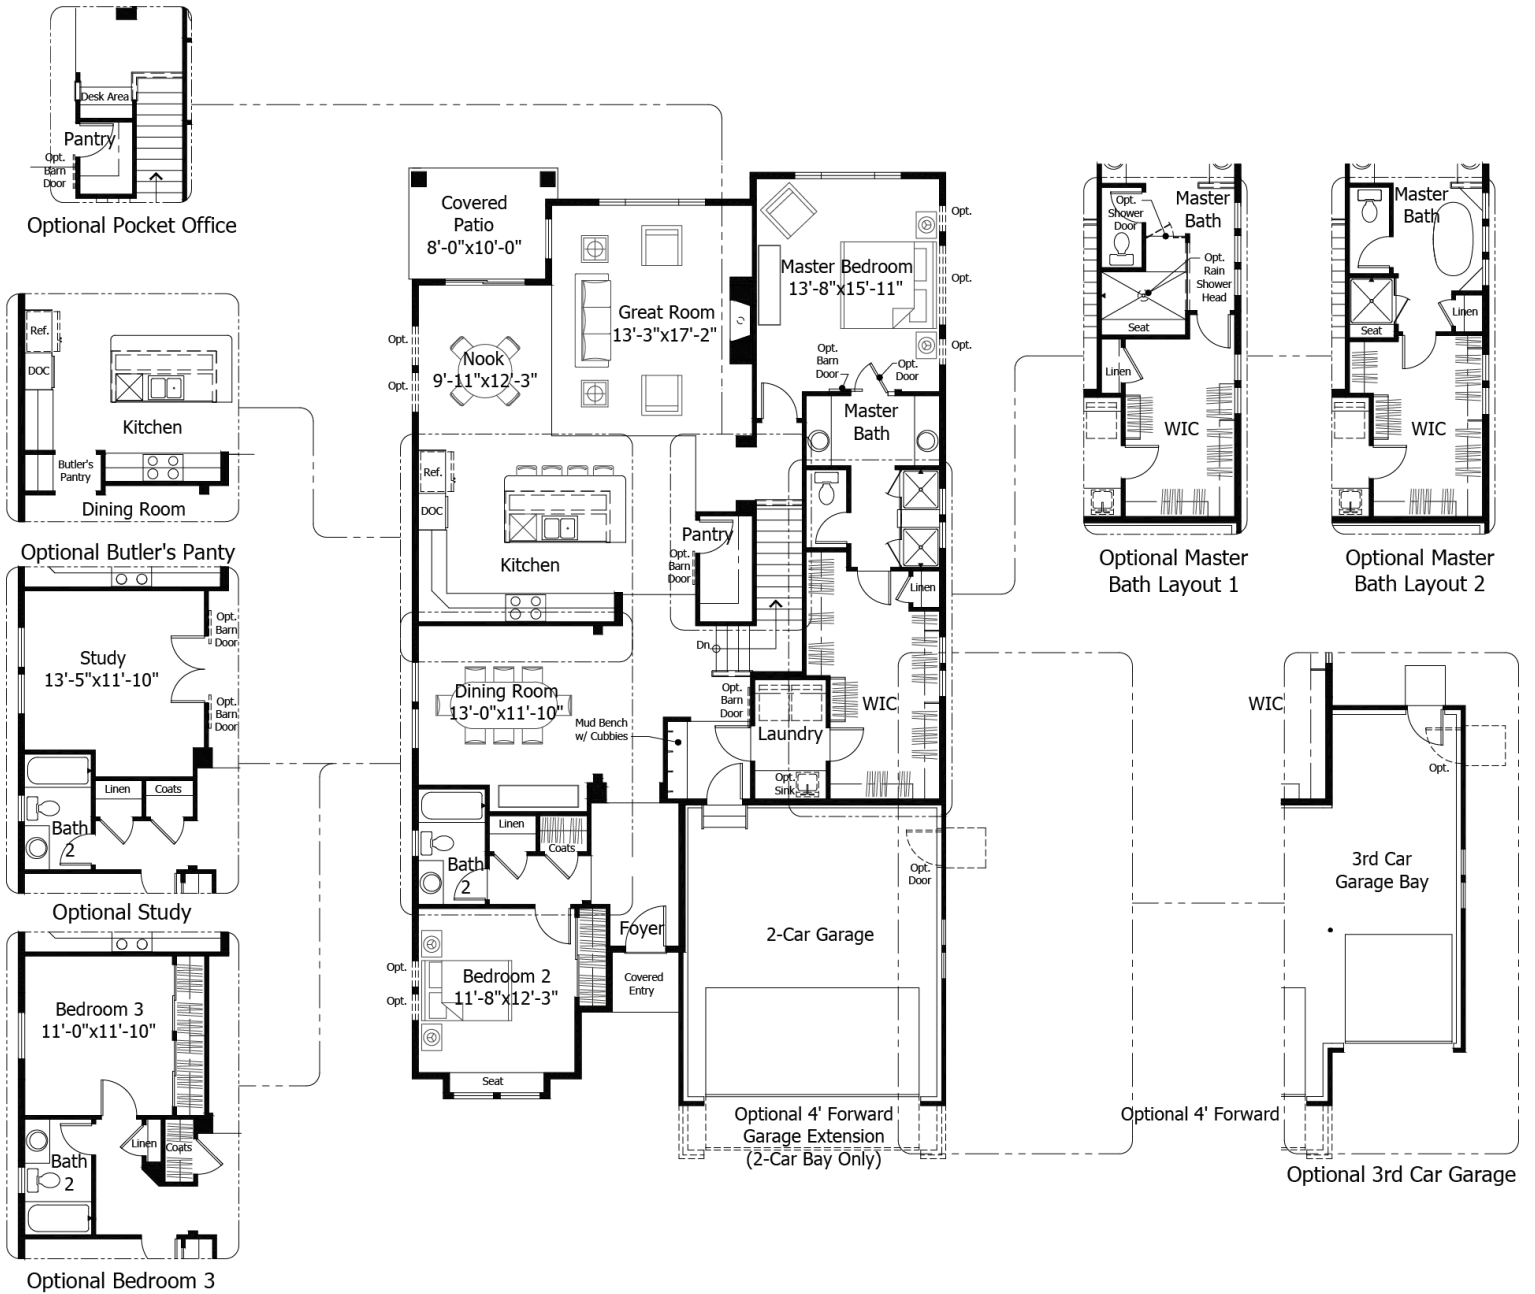 Desk Area
Pantry
Opt.
Barn
Door
Optional Pocket Office
Ref.
DOC
Kitchen
Butler's
Pantry
Dining Room
Optional Butler's Panty
Opt.
Barn
Door
Study
13'-5"x11'-10"
Opt.
Barn
Door
Linen
Coats
Bath
2
Optional Study
Bedroom 3
11'-0"x11'-10"
Linen
Coats
Bath
2
Optional Bedroom 3
Covered
Patio
8'-0"x10'-0"
Great Room
13'-3"x17'-2"
Master Bedroom
13'-8"x15'-11"
Opt.
Opt.
Opt.
Opt.
Opt.
Nook
9'-11"x12'-3"
Opt.
Barn
Door
Opt.
Door
Master
Bath
Ref.
DOC
Kitchen
Pantry
Opt.
Barn
Door
Linen
Dn.
Dining Room
13'-0"x11'-10"
Mud Bench
w/ Cubbies
Opt.
Barn
Door
WIC
Laundry
Opt.
Sink
Linen
Coats
Bath
2
Opt.
Door
Foyer
2-Car Garage
Opt.
Opt.
Bedroom 2
11'-8"x12'-3"
Covered
Entry
Seat
Optional 4' Forward
Garage Extension
(2-Car Bay Only)
Master
Bath
Opt.
Shower
Door
Opt.
Rain
Shower
Head
Seat
Linen
WIC
Optional Master
Bath Layout 1
Master
Bath
Linen
Seat
WIC
Optional Master
Bath Layout 2
WIC
Opt.
3rd Car
Garage Bay
Optional 4' Forward
Optional 3rd Car Garage